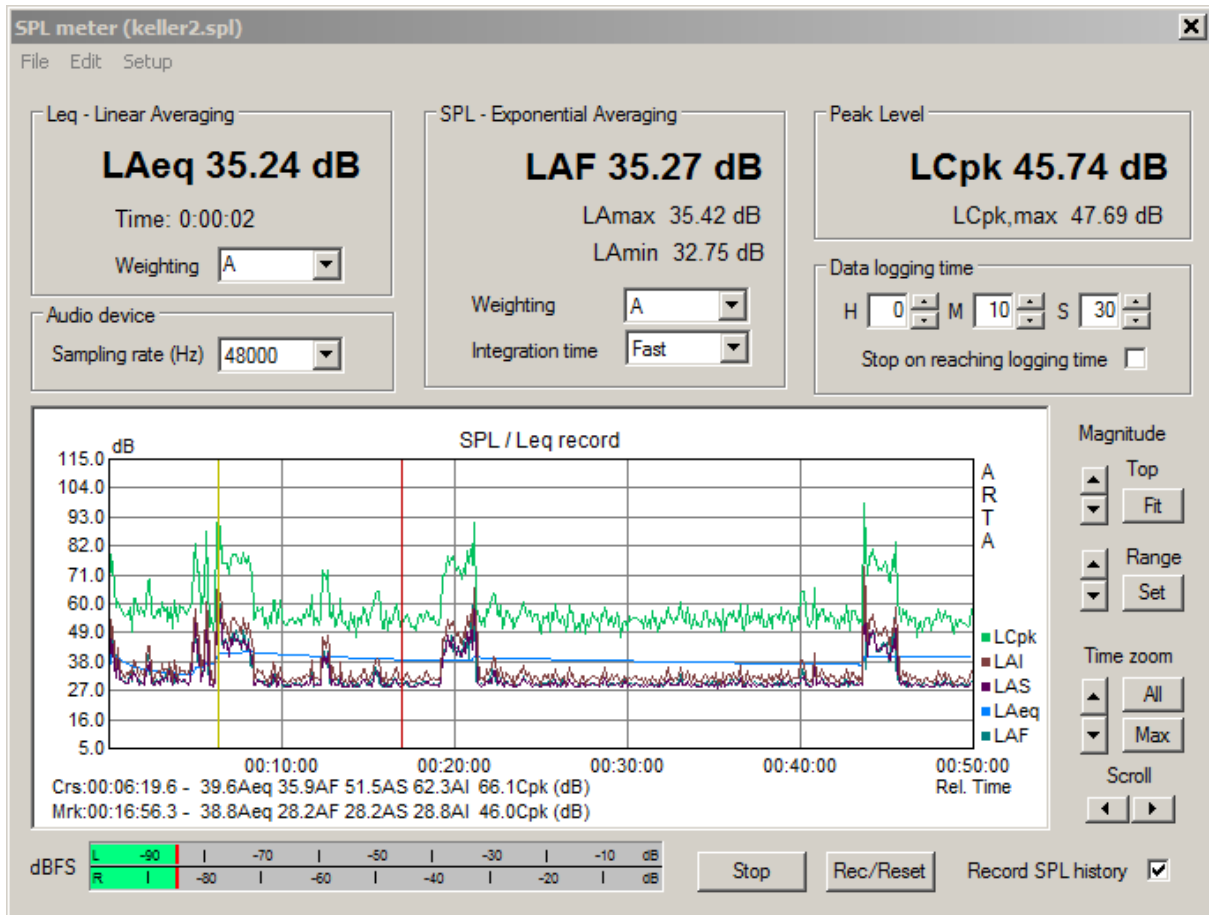 SPL meter (keller2.spl)
File Edit Setup
Leq - Linear Averaging
LAeq 35.24 dB
Time: 0:00:02
Weighting A
Audio device
Sampling rate (Hz) 48000
SPL - Exponential Averaging
LAF 35.27 dB
LAmax 35.42 dB
LAmin 32.75 dB
Weighting A
Integration time Fast
Peak Level
LCpk 45.74 dB
LCpk,max 47.69 dB
Data logging time
H 0 M 10 S 30
Stop on reaching logging time
SPL / Leq record
dB
115.0
104.0
93.0
82.0
71.0
60.0
49.0
38.0
27.0
16.0
5.0
A
R
T
A
LCpk
LAI
LAS
LAeq
LAF
00:10:00 00:20:00 00:30:00 00:40:00 00:50:00
Crs:00:06:19.6 - 39.6Aeq 35.9AF 51.5AS 62.3AI 66.1Cpk (dB)
Rel. Time
Mrk:00:16:56.3 - 38.8Aeq 28.2AF 28.2AS 28.8AI 46.0Cpk (dB)
Magnitude
Top
Fit
Range
Set
Time zoom
All
Max
Scroll
dBFS
L -90 -70 -50 -30 -10 dB
R -80 -60 -40 -20 dB
Stop
Rec/Reset
Record SPL history